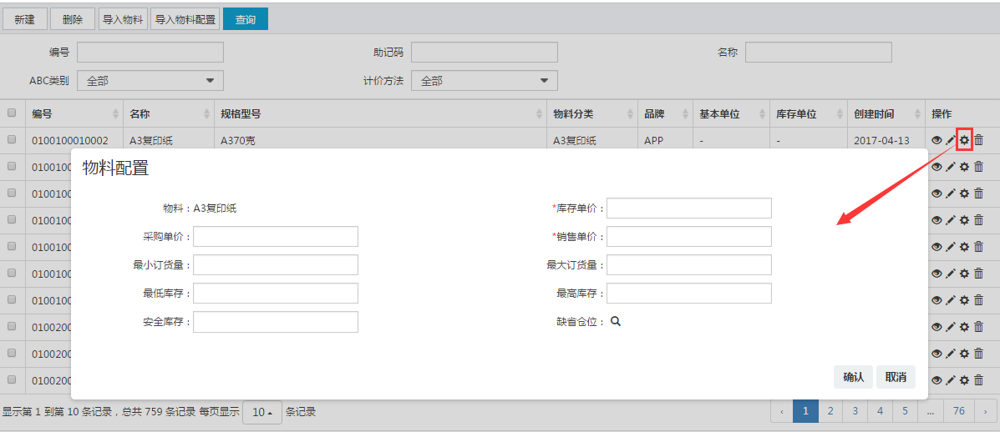 新建 删除 导入物料 导入物料配置 查询
编号 助记码 名称
ABC类别 全部 计价方法 全部
编号 名称 规格型号 物料分类 品牌 基本单位 库存单位 创建时间 操作
0100100010002 A3复印纸 A370克 A3复印纸 APP - - 2017-04-13
010010
物料配置
010010
物料 : A3复印纸 *库存单价 :
010010
采购单价 : *销售单价 :
010010
最小订货量 : 最大订货量 :
010010
最低库存 : 最高库存 :
010010
安全库存 : 缺省仓位 :
010020
010020
010020
确认 取消
显示第 1 到第 10 条记录，总共 759 条记录 每页显示 10 条记录 ‹ 1 2 3 4 5 ... 76 ›